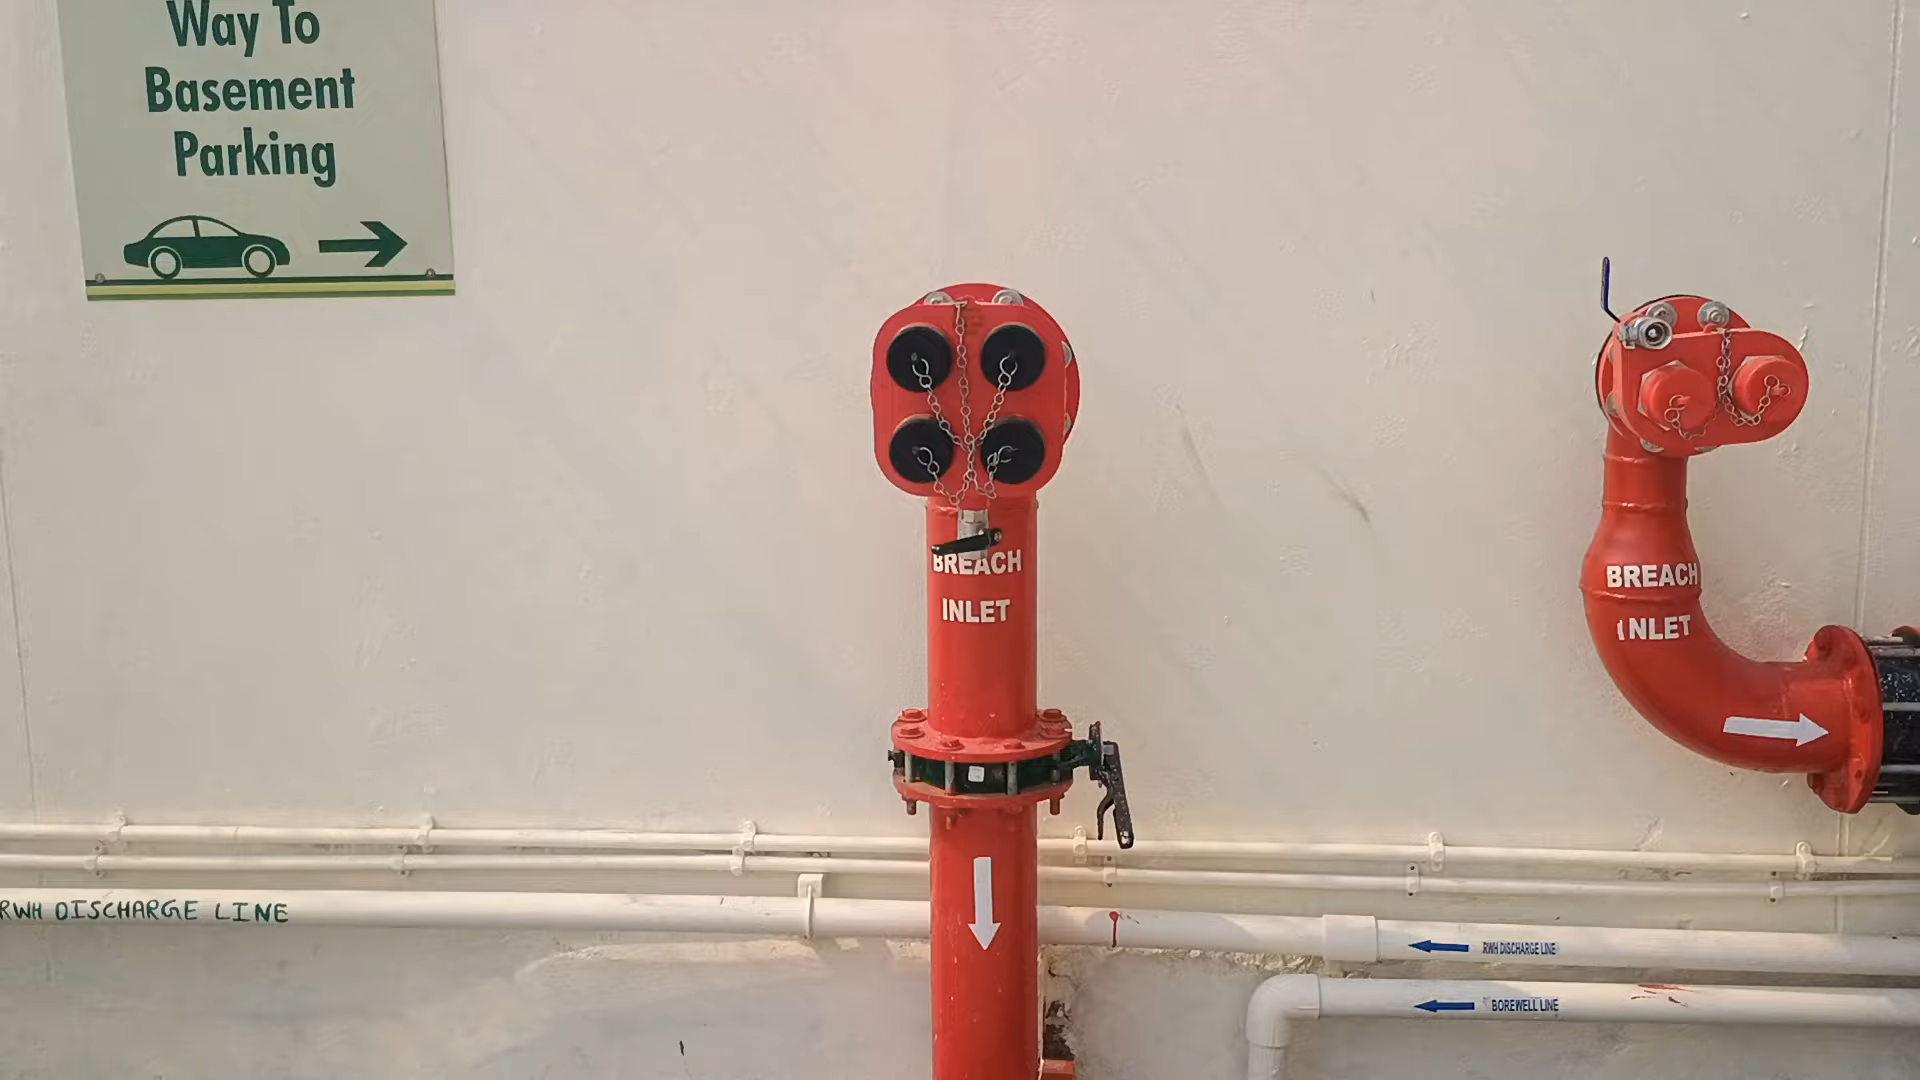 Way To
Basement
Parking
BREACH
INLET
BREACH
INLET
RWH DISCHARGE LINE
RWH DISCHARGE LINE
BOREWELL LINE